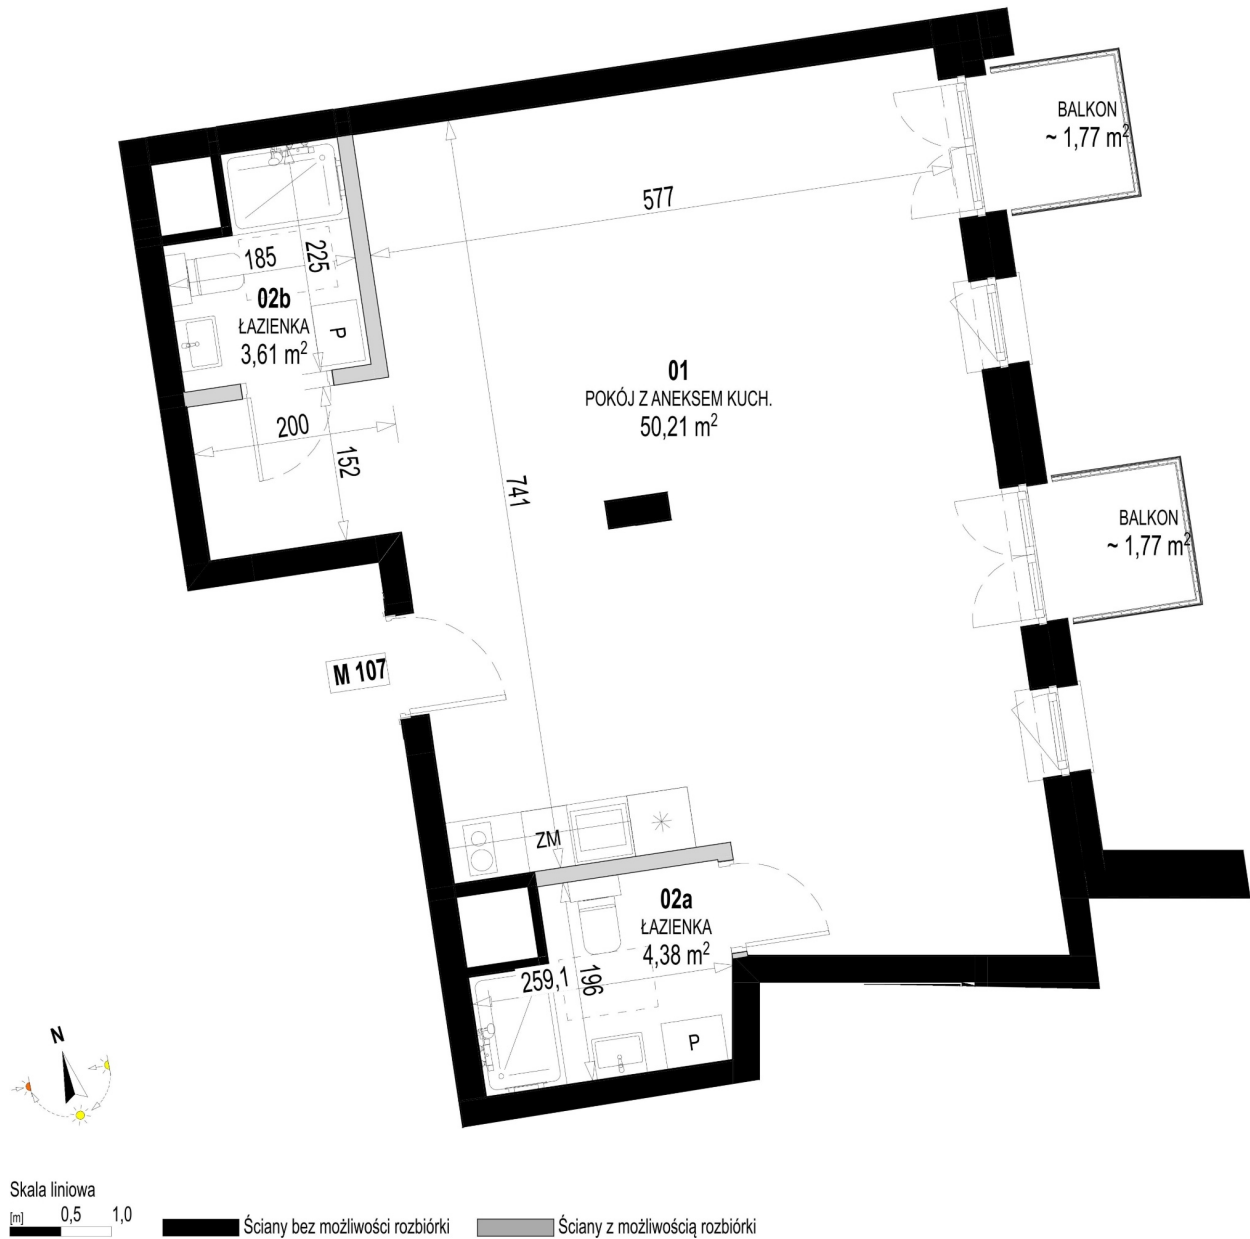 BALKON
~ 1,77 m²
577
185
225
02b
ŁAZIENKA
3,61 m²
P
01
POKÓJ Z ANEKSEM KUCH.
50,21 m²
200
152
741
BALKON
~ 1,77 m²
M 107
ZM
02a
ŁAZIENKA
4,38 m²
259,1
196
P
N
Skala liniowa
[m] 0,5 1,0
Ściany bez możliwości rozbiórki
Ściany z możliwością rozbiórki